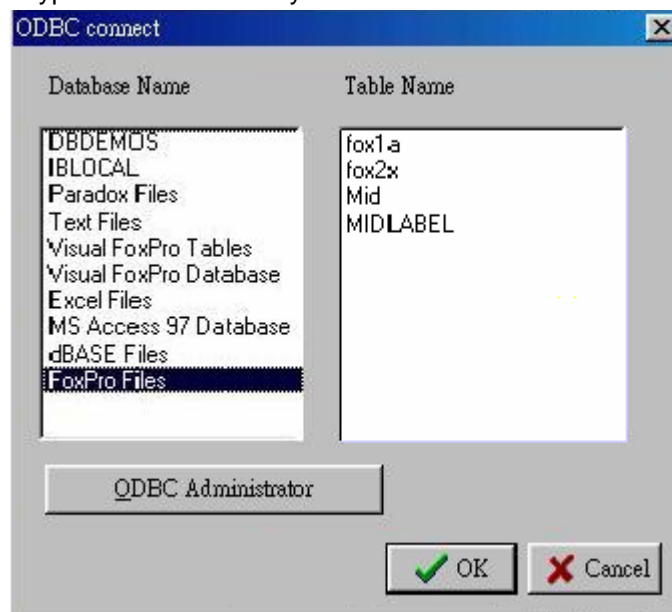 ODBC connect
Database Name
Table Name
DBDEMOS
IBLOCAL
Paradox Files
Text Files
Visual FoxPro Tables
Visual FoxPro Database
Excel Files
MS Access 97 Database
dBASE Files
FoxPro Files
fox1a
fox2x
Mid
MIDLABEL
ODBC Administrator
OK
Cancel